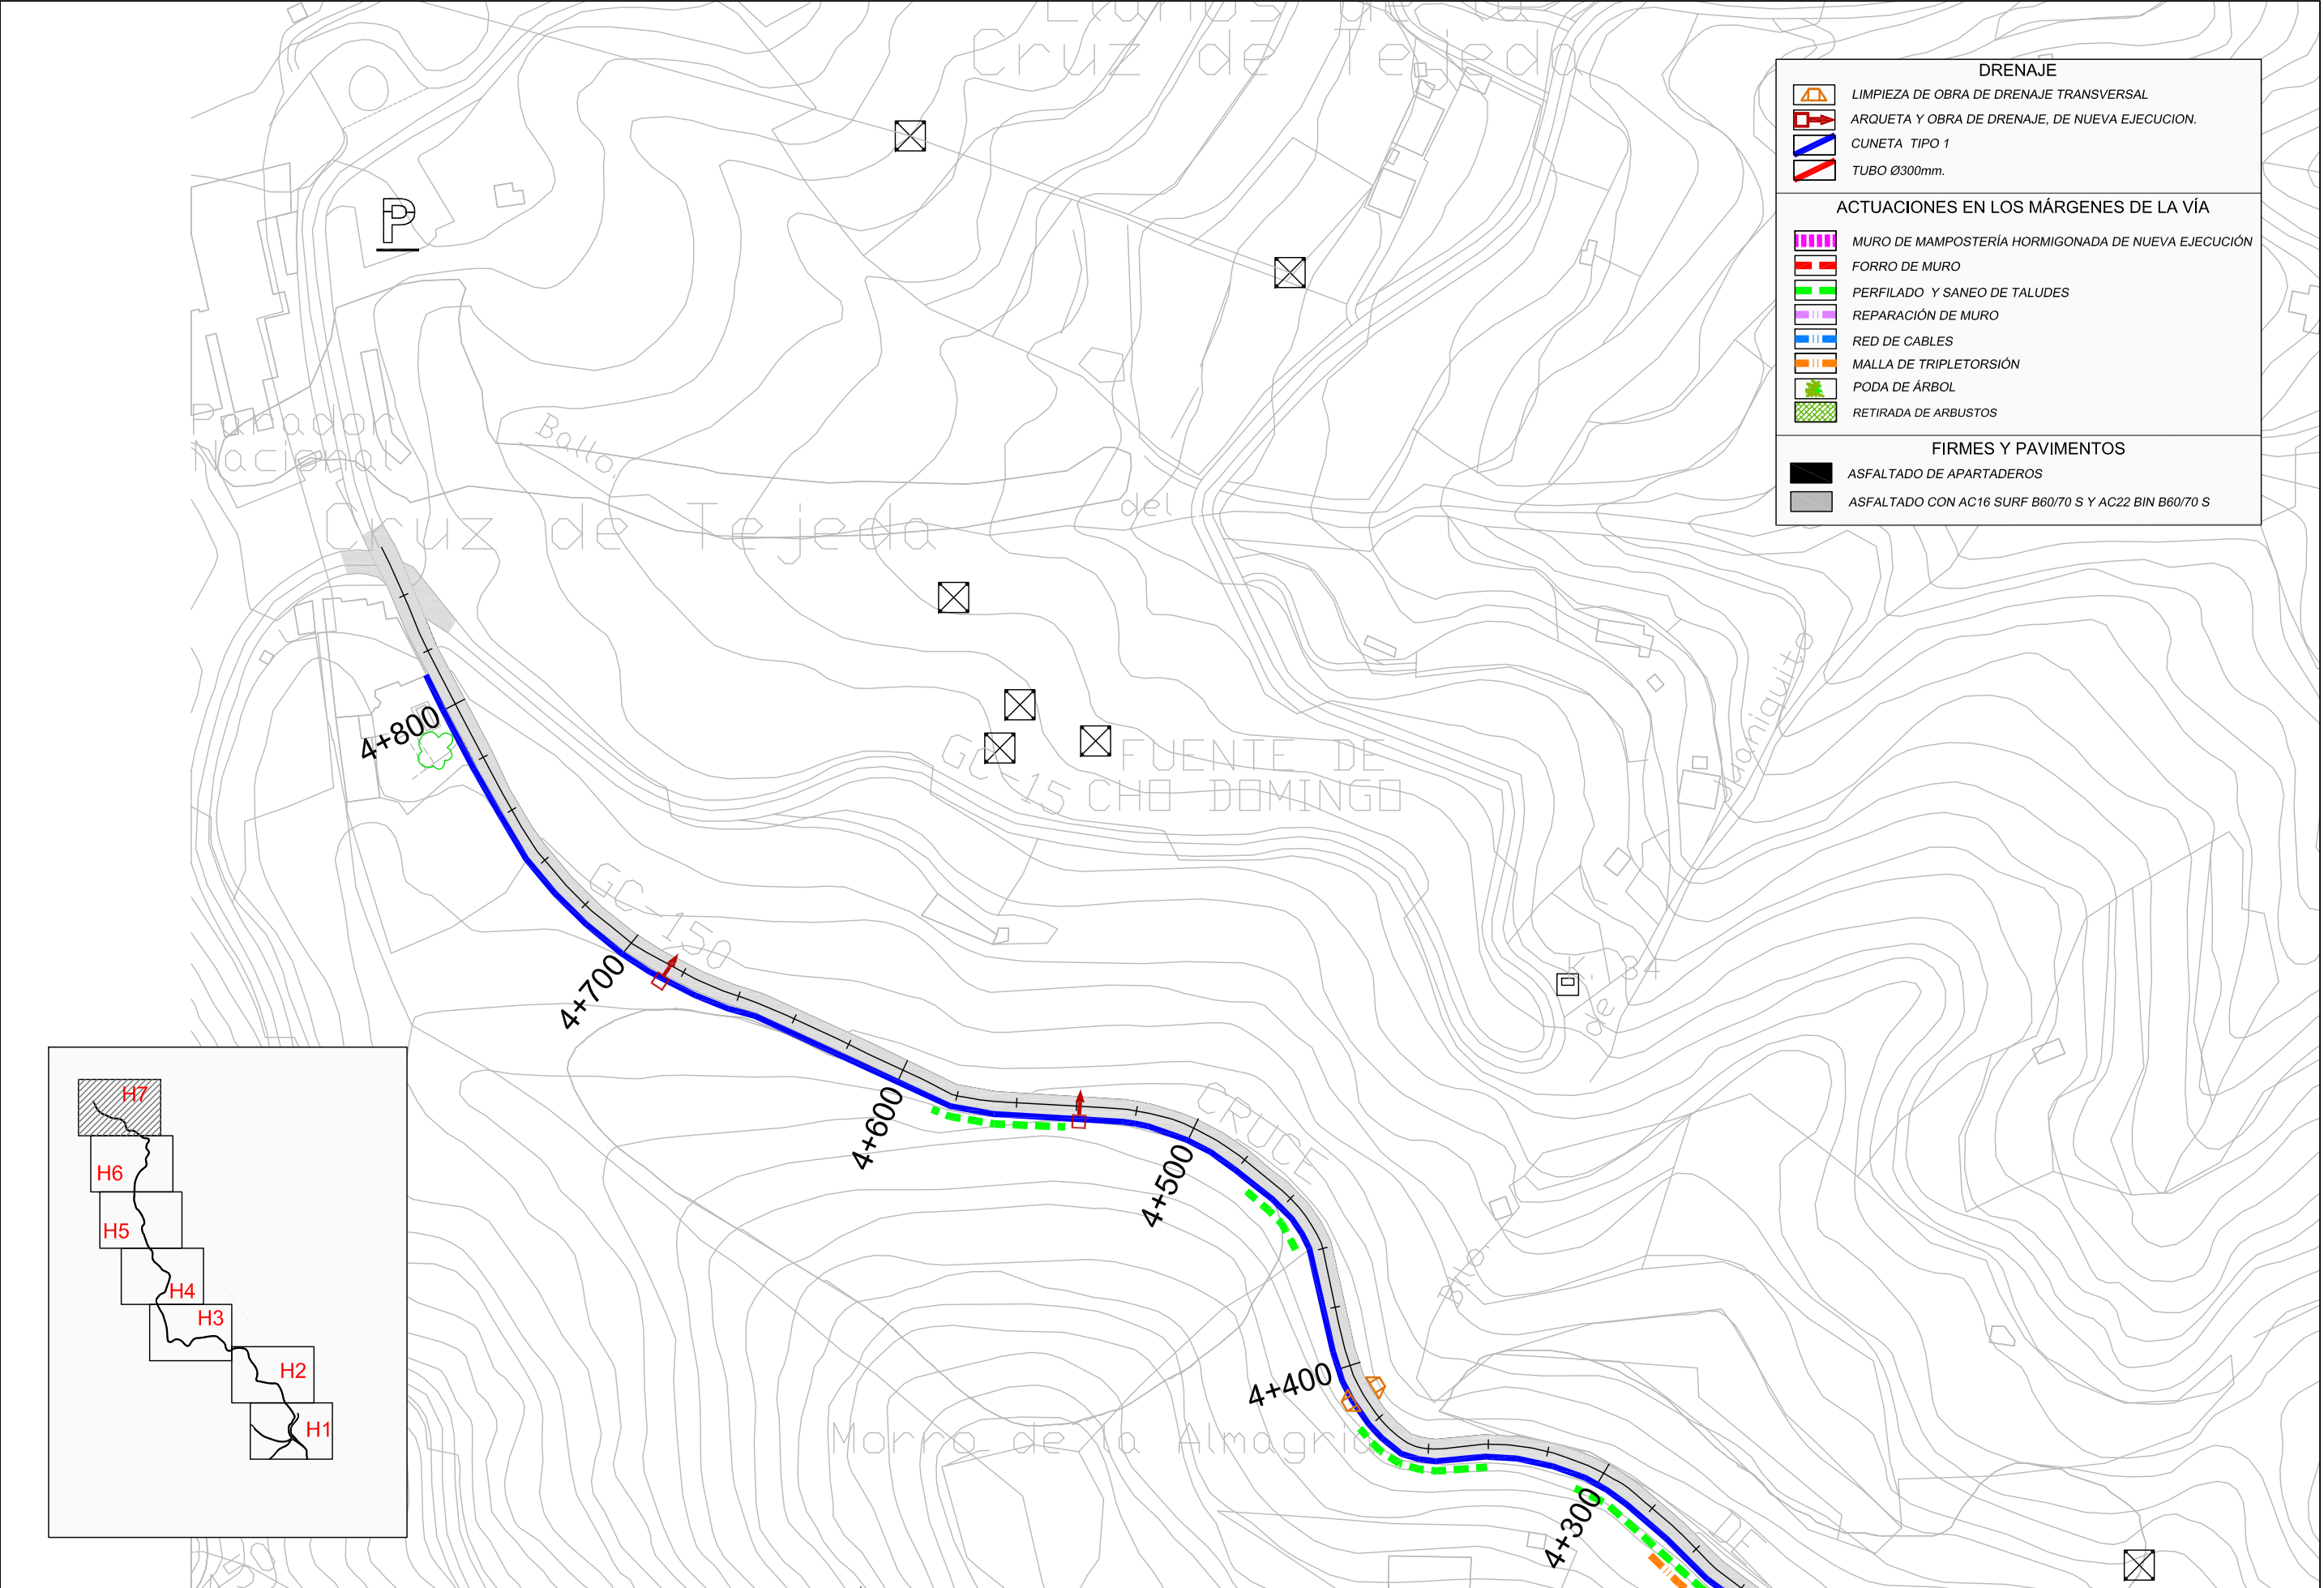 Llanos de la
Cruz de Tejeda
P
Parador
Nacional
Cruz de Tejeda
del
GC-15
FUENTE DE
CHO DOMINGO
GC-150
K. 34
de
CRUCE
Morro de la Almagria
4+800
4+700
4+600
4+500
4+400
4+300
DRENAJE
LIMPIEZA DE OBRA DE DRENAJE TRANSVERSAL
ARQUETA Y OBRA DE DRENAJE, DE NUEVA EJECUCION.
CUNETA TIPO 1
TUBO Ø300mm.
ACTUACIONES EN LOS MÁRGENES DE LA VÍA
MURO DE MAMPOSTERÍA HORMIGONADA DE NUEVA EJECUCIÓN
FORRO DE MURO
PERFILADO Y SANEO DE TALUDES
REPARACIÓN DE MURO
RED DE CABLES
MALLA DE TRIPLETORSIÓN
PODA DE ÁRBOL
RETIRADA DE ARBUSTOS
FIRMES Y PAVIMENTOS
ASFALTADO DE APARTADEROS
ASFALTADO CON AC16 SURF B60/70 S Y AC22 BIN B60/70 S
H7
H6
H5
H4
H3
H2
H1